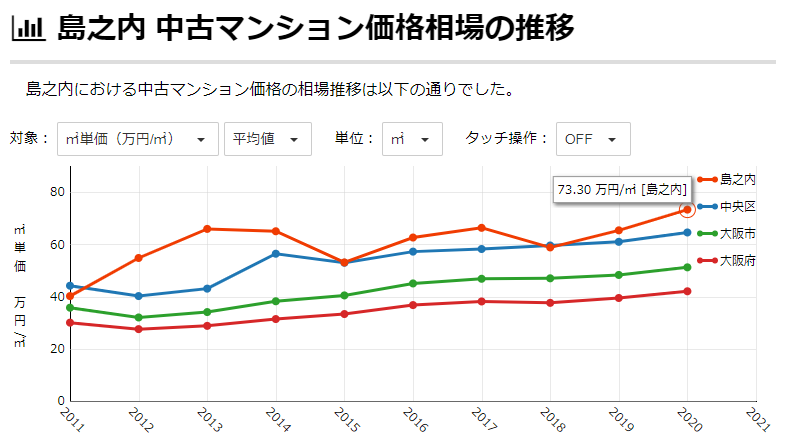 島之内 中古マンション価格相場の推移
島之内における中古マンション価格の相場推移は以下の通りでした。
対象： ㎡単価（万円/㎡） 平均値 単位： ㎡ タッチ操作： OFF
73.30 万円/㎡ [島之内]
島之内
中央区
大阪市
大阪府
㎡単価 万円/㎡
80
60
40
20
0
2011 2012 2013 2014 2015 2016 2017 2018 2019 2020 2021